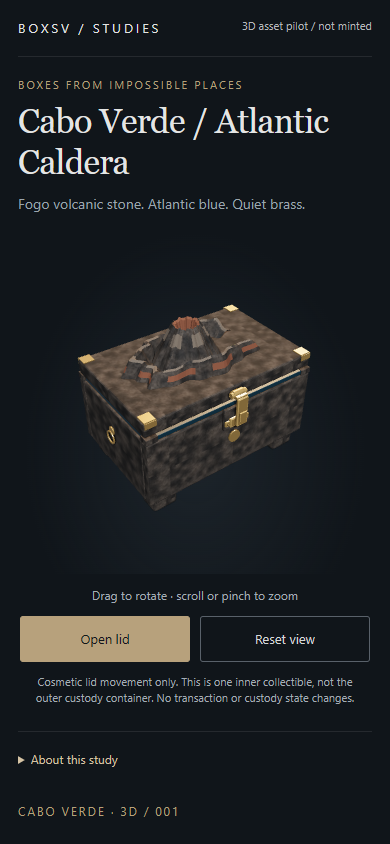 BOXSV / STUDIES
3D asset pilot / not minted
BOXES FROM IMPOSSIBLE PLACES
Cabo Verde / Atlantic
Caldera
Fogo volcanic stone. Atlantic blue. Quiet brass.
Drag to rotate · scroll or pinch to zoom
Open lid
Reset view
Cosmetic lid movement only. This is one inner collectible, not the
outer custody container. No transaction or custody state changes.
About this study
CABO VERDE · 3D / 001